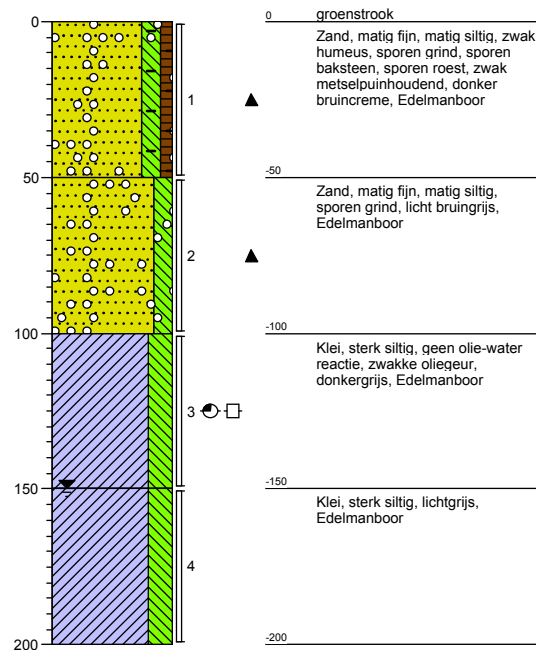 0
0
groenstrook
Zand, matig fijn, matig siltig, zwak
humeus, sporen grind, sporen
baksteen, sporen roest, zwak
metselpuinhoudend, donker
bruincreme, Edelmanboor
1
50
-50
Zand, matig fijn, matig siltig,
sporen grind, licht bruingrijs,
Edelmanboor
2
100
-100
Klei, sterk siltig, geen olie-water
reactie, zwakke oliegeur,
donkergrijs, Edelmanboor
3
150
-150
Klei, sterk siltig, lichtgrijs,
Edelmanboor
4
200
-200